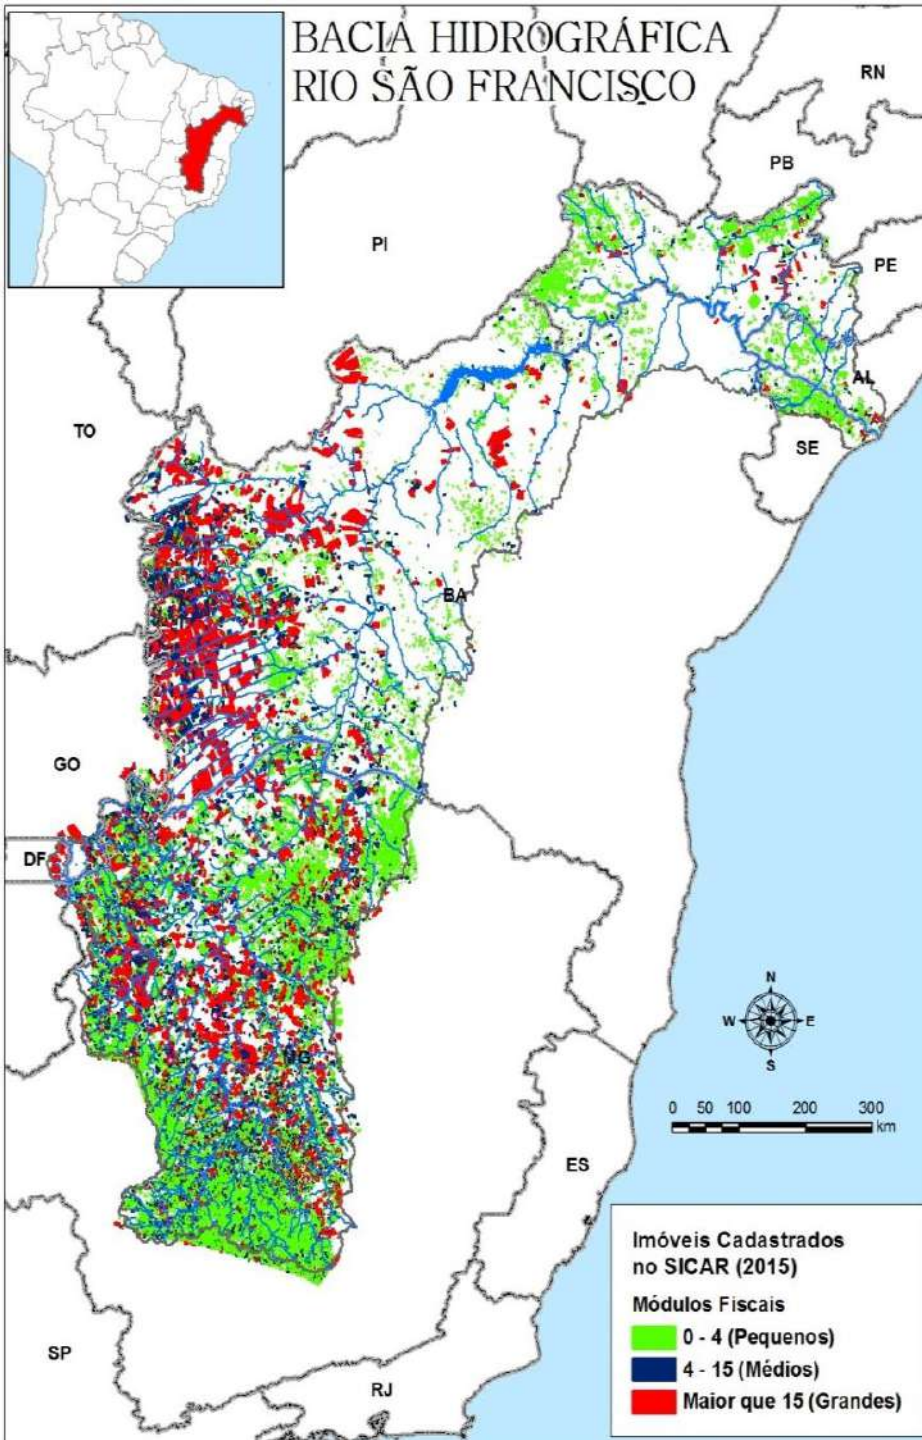 BACIA HIDROGRÁFICA
RIO SÃO FRANCISCO
RN
PB
PI
PE
AL
TO
SE
BA
GO
DF
N
W
E
S
MG
0 50 100 200 300
km
ES
Imóveis Cadastrados
no SICAR (2015)
Módulos Fiscais
0 - 4 (Pequenos)
4 - 15 (Médios)
Maior que 15 (Grandes)
SP
RJ